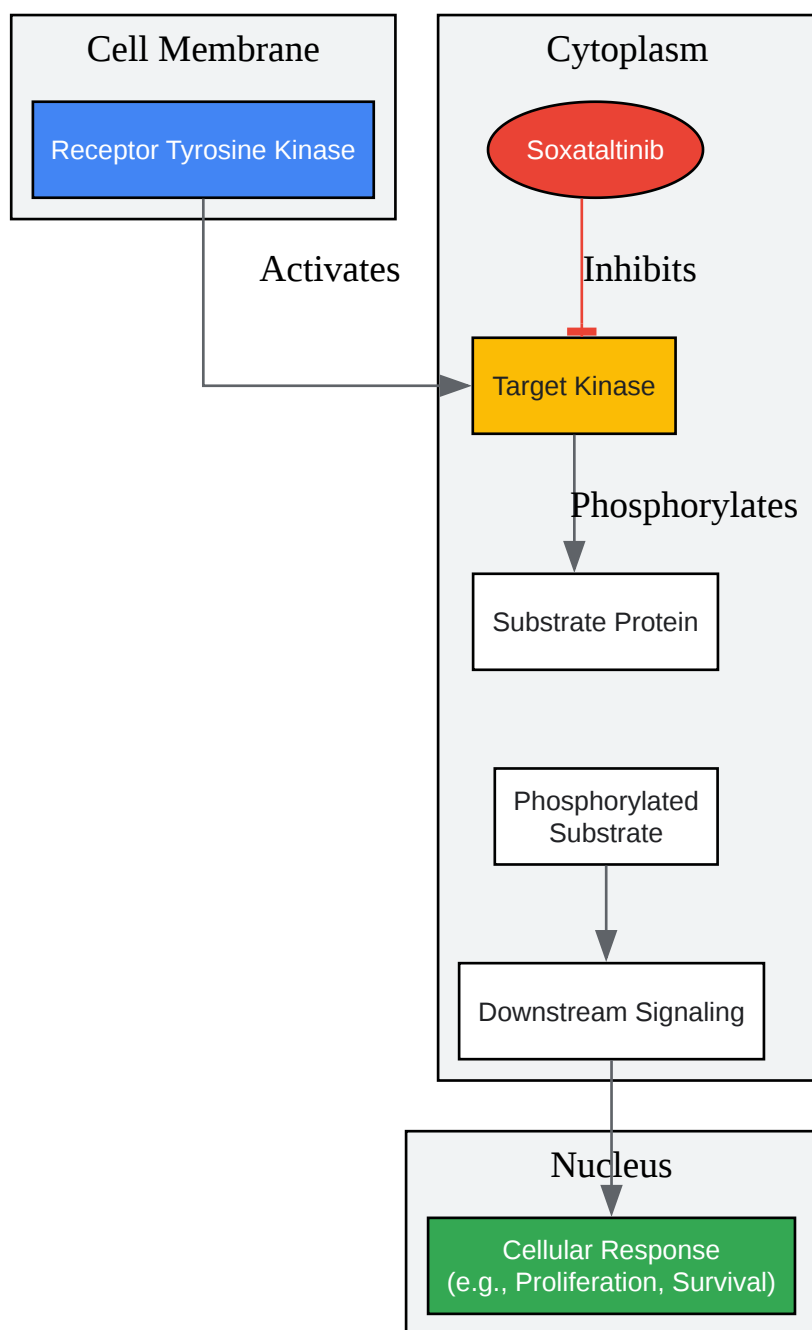 Cell Membrane
Receptor Tyrosine Kinase
Activates
Cytoplasm
Soxataltinib
Inhibits
Target Kinase
Phosphorylates
Substrate Protein
Phosphorylated
Substrate
Downstream Signaling
Nucleus
Cellular Response
(e.g., Proliferation, Survival)